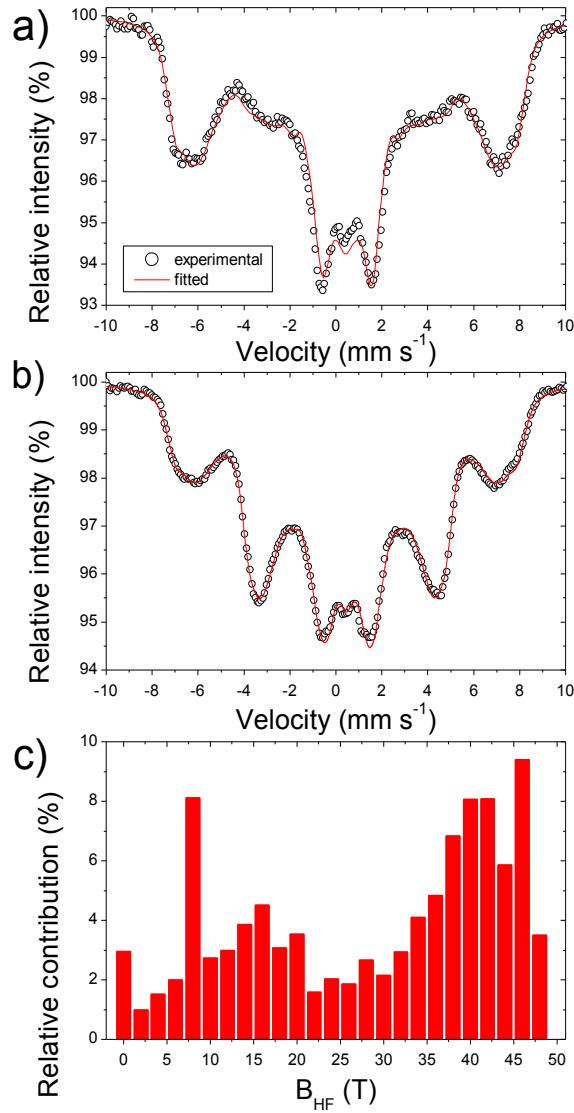 a)
Relative intensity (%)
100
99
98
97
96
95
94
93
experimental
fitted
-10 -8 -6 -4 -2 0 2 4 6 8 10
Velocity (mm s-1)
b)
Relative intensity (%)
100
99
98
97
96
95
94
-10 -8 -6 -4 -2 0 2 4 6 8 10
Velocity (mm s-1)
c)
Relative contribution (%)
10
8
6
4
2
0
0 5 10 15 20 25 30 35 40 45 50
BHF (T)